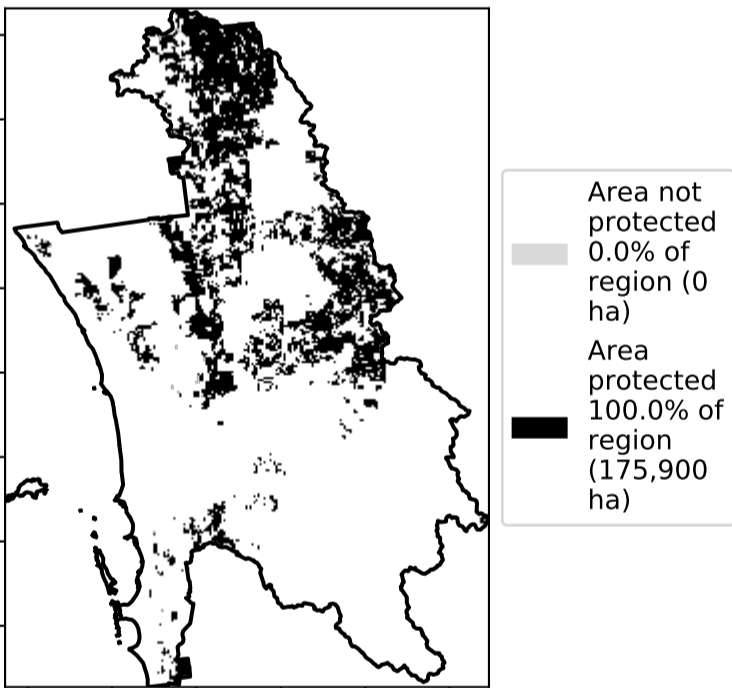 Area not
protected
0.0% of
region (0
ha)
Area
protected
100.0% of
region
(175,900
ha)